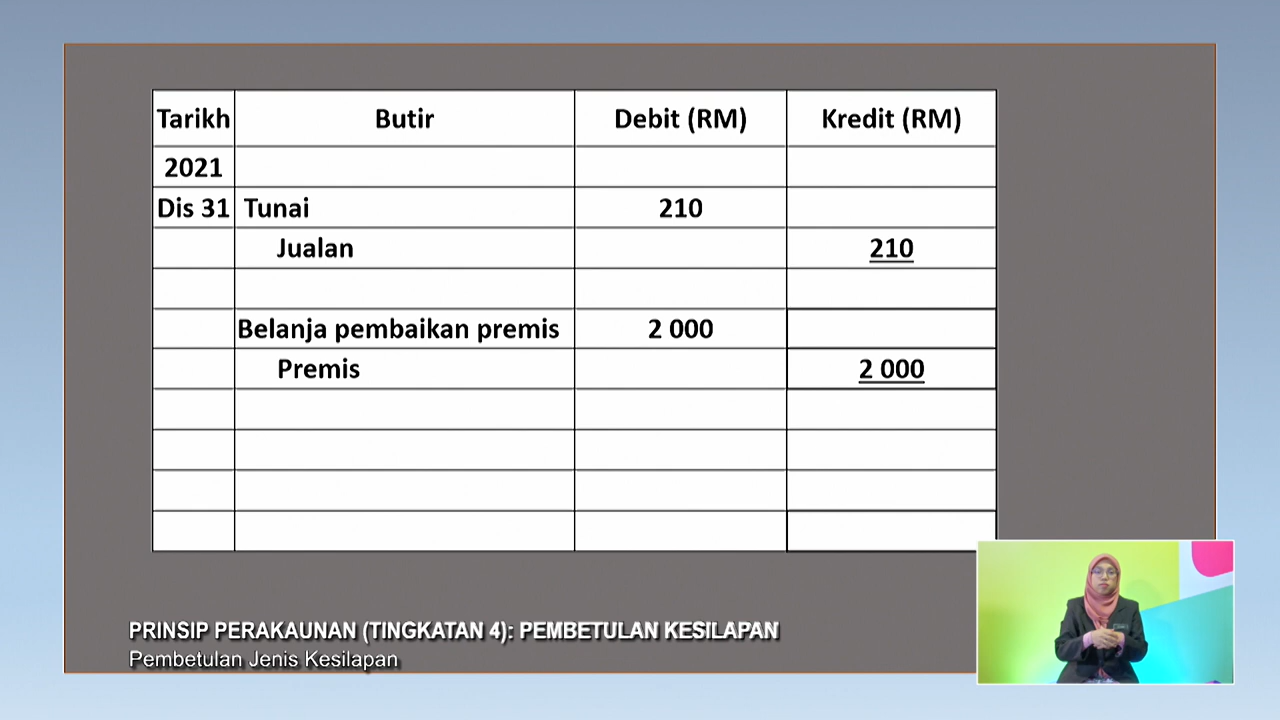 Tarikh Butir Debit (RM) Kredit (RM)
2021
Dis 31 Tunai 210
Jualan 210
Belanja pembaikan premis 2 000
Premis 2 000
PRINSIP PERAKAUNAN (TINGKATAN 4): PEMBETULAN KESILAPAN
Pembetulan Jenis Kesilapan